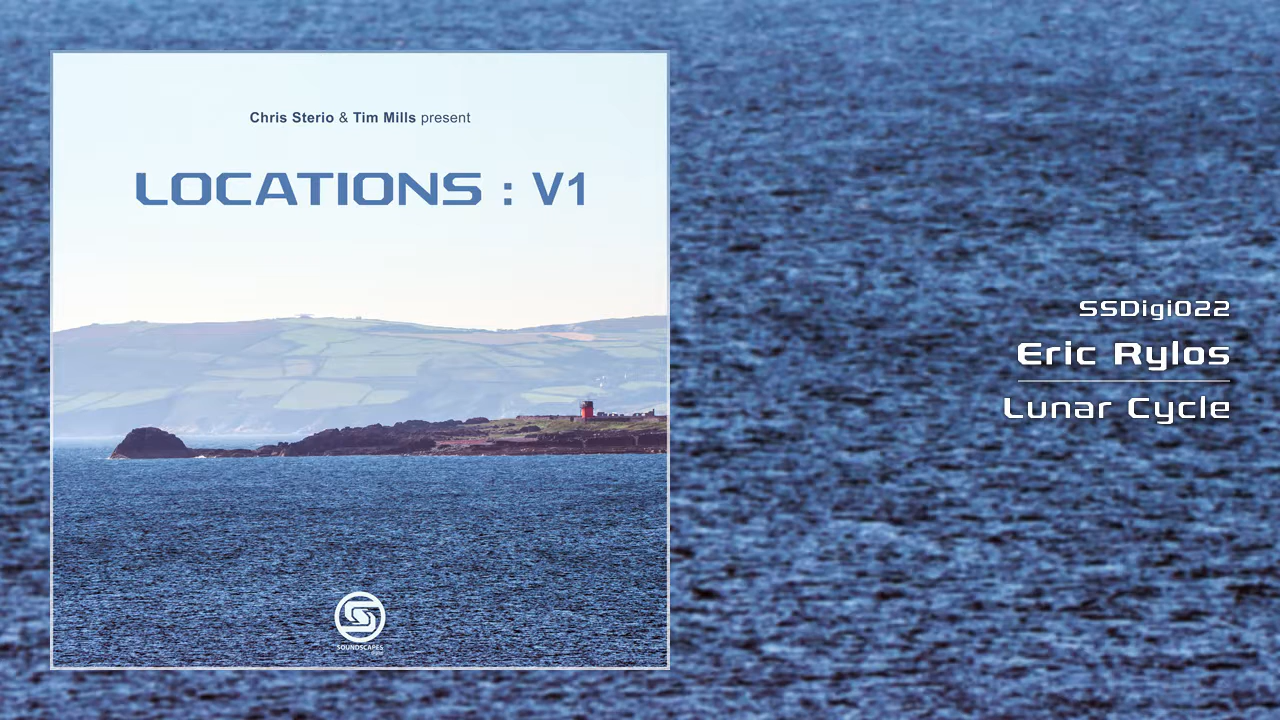 Chris Sterio & Tim Mills present
LOCATIONS : V1
SOUNDSCAPES
SSDigi022
Eric Rylos
Lunar Cycle